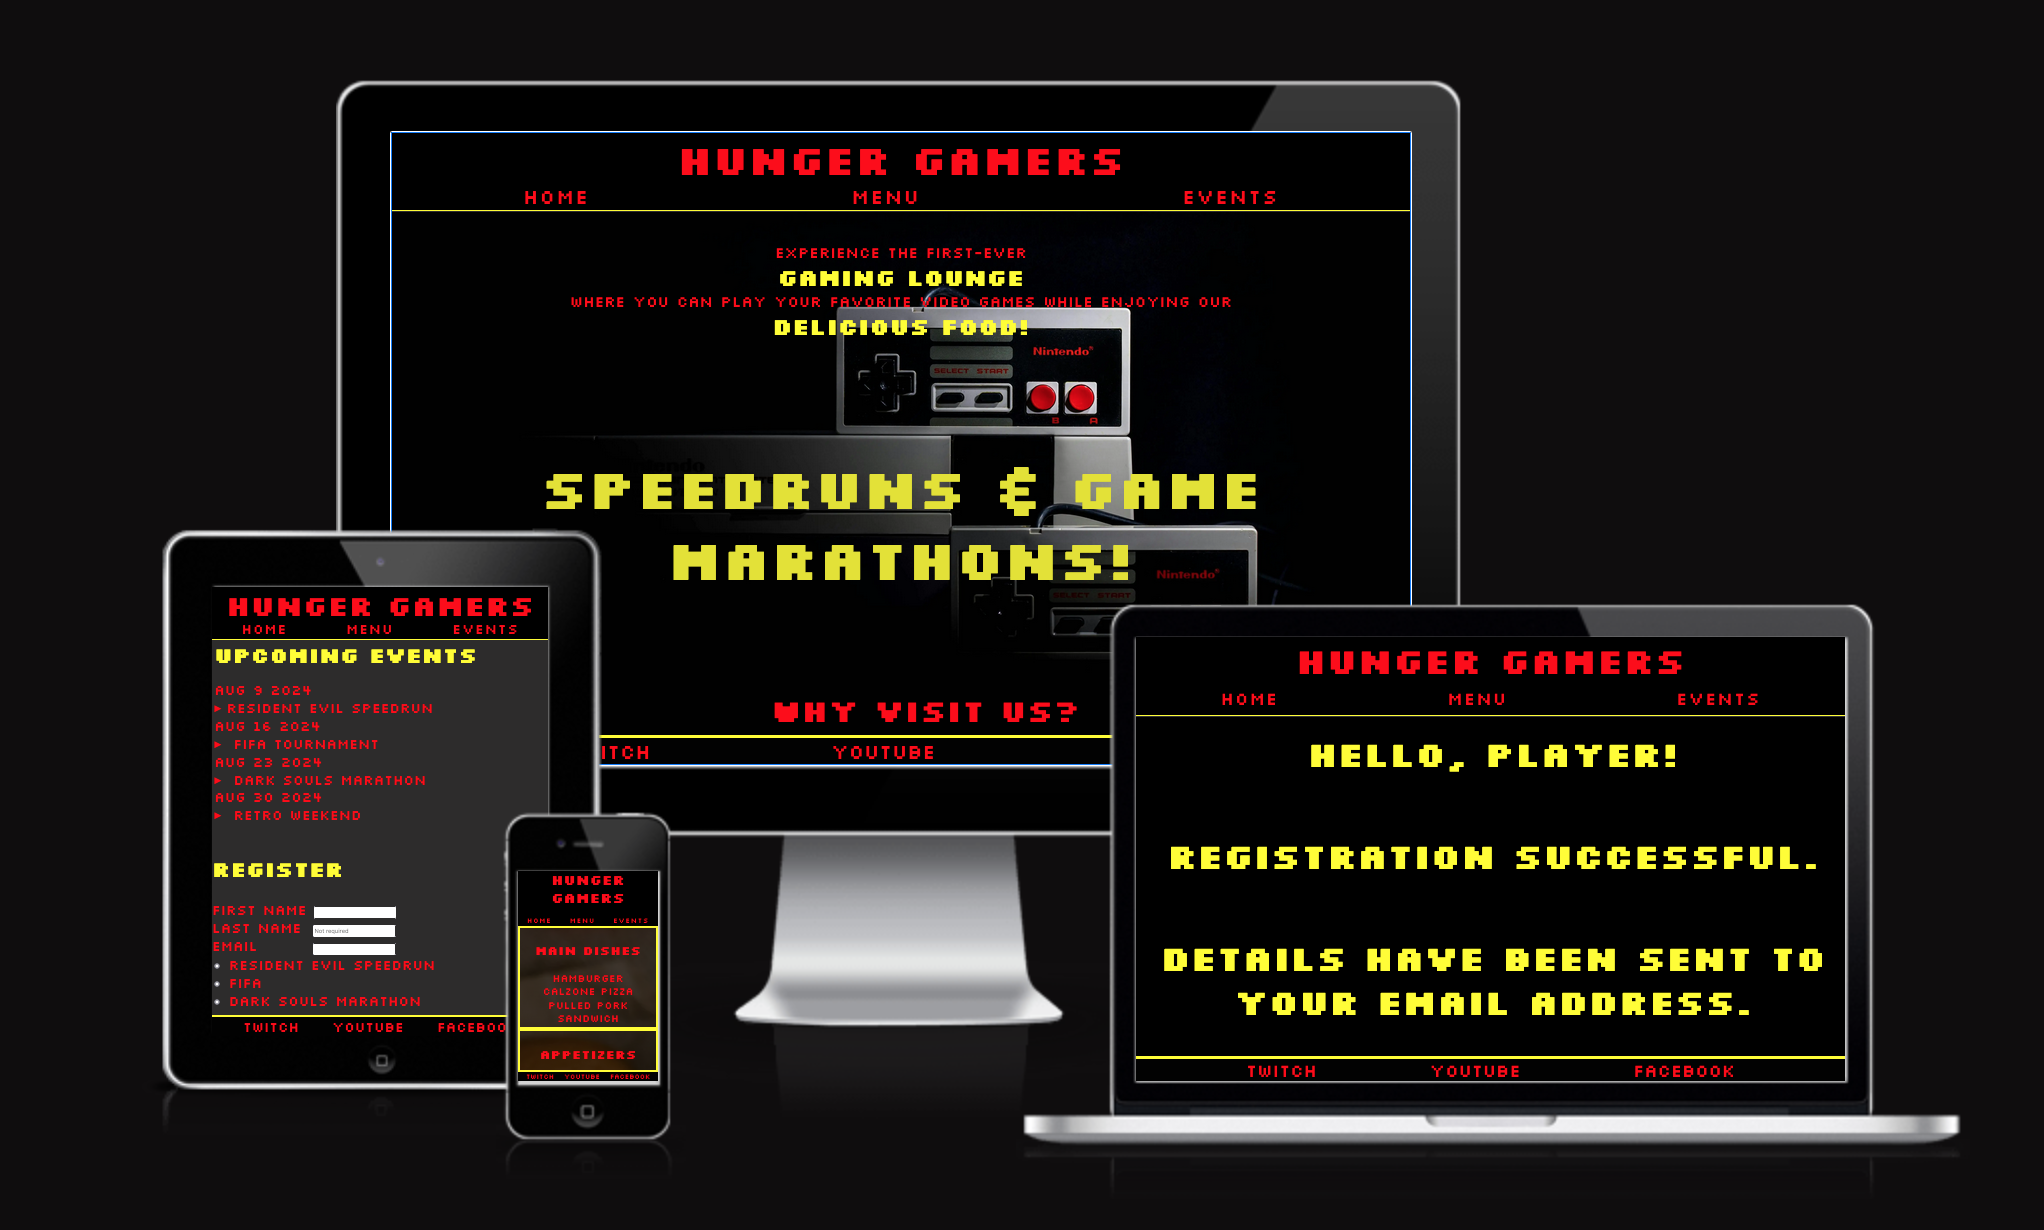 HUNGER GAMERS
HOME MENU EVENTS
EXPERIENCE THE FIRST-EVER
GAMING LOUNGE
WHERE YOU CAN PLAY YOUR FAVORITE VIDEO GAMES WHILE ENJOYING OUR
DELICIOUS FOOD!
Nintendo®
SELECT START
B A
SPEEDRUNS & GAME
MARATHONS!
Nintendo®
SELECT START
WHY VISIT US?
ITCH YOUTUBE
HUNGER GAMERS
HOME MENU EVENTS
UPCOMING EVENTS
AUG 9 2024
▸ RESIDENT EVIL SPEEDRUN
AUG 16 2024
▸ FIFA TOURNAMENT
AUG 23 2024
▸ DARK SOULS MARATHON
AUG 30 2024
▸ RETRO WEEKEND
REGISTER
FIRST NAME
LAST NAME Not required
EMAIL
• RESIDENT EVIL SPEEDRUN
• FIFA
• DARK SOULS MARATHON
TWITCH YOUTUBE FACEBOO
HUNGER
GAMERS
HOME MENU EVENTS
MAIN DISHES
HAMBURGER
CALZONE PIZZA
PULLED PORK
SANDWICH
APPETIZERS
TWITCH YOUTUBE FACEBOOK
HUNGER GAMERS
HOME MENU EVENTS
HELLO, PLAYER!
REGISTRATION SUCCESSFUL.
DETAILS HAVE BEEN SENT TO
YOUR EMAIL ADDRESS.
TWITCH YOUTUBE FACEBOOK